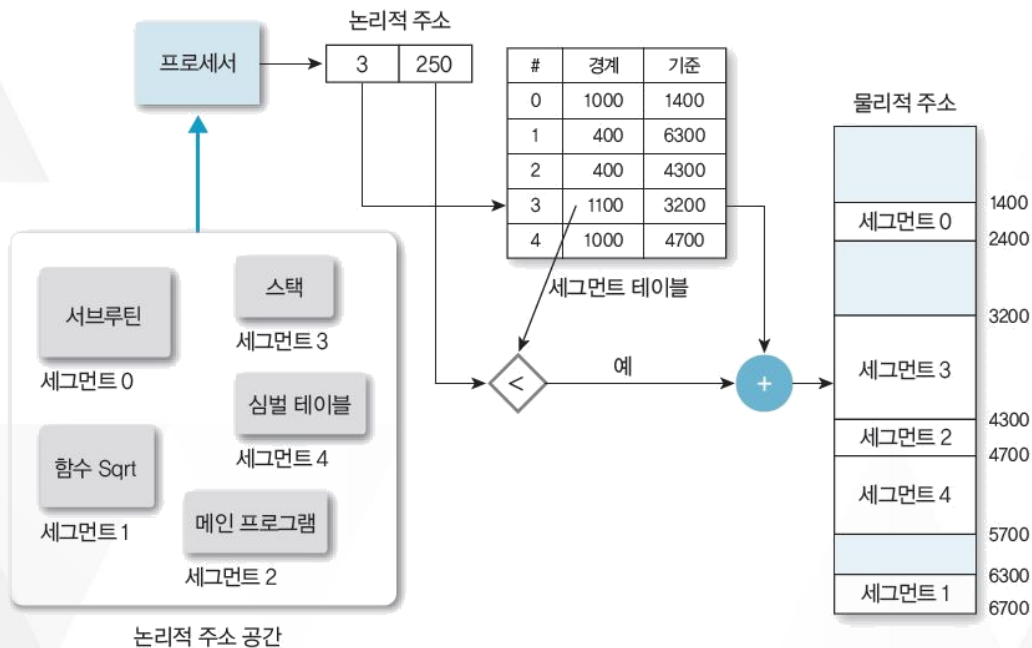 논리적 주소
프로세서
3 250
# 경계 기준
0 1000 1400
1 400 6300
2 400 4300
3 1100 3200
4 1000 4700
세그먼트 테이블
물리적 주소
1400
세그먼트 0
2400
3200
세그먼트 3
4300
세그먼트 2
4700
세그먼트 4
5700
6300
세그먼트 1
6700
<
예
+
서브루틴
세그먼트 0
스택
세그먼트 3
심벌 테이블
세그먼트 4
함수 Sqrt
세그먼트 1
메인 프로그램
세그먼트 2
논리적 주소 공간